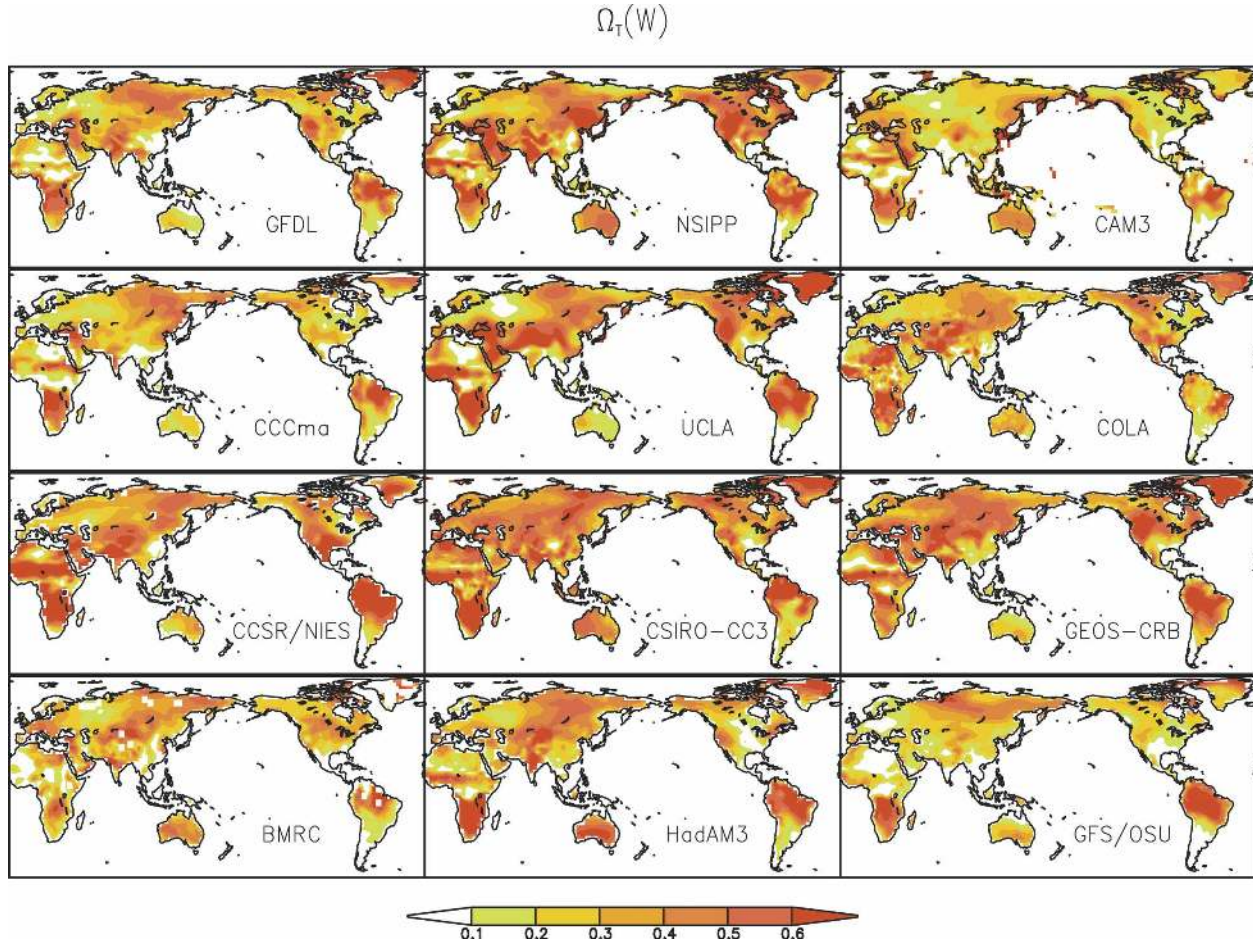 Ω_T(W)
GFDL NSIPP CAM3
CCCma UCLA COLA
CCSR/NIES CSIRO-CC3 GEOS-CRB
BMRC HadAM3 GFS/OSU
0.1 0.2 0.3 0.4 0.5 0.6